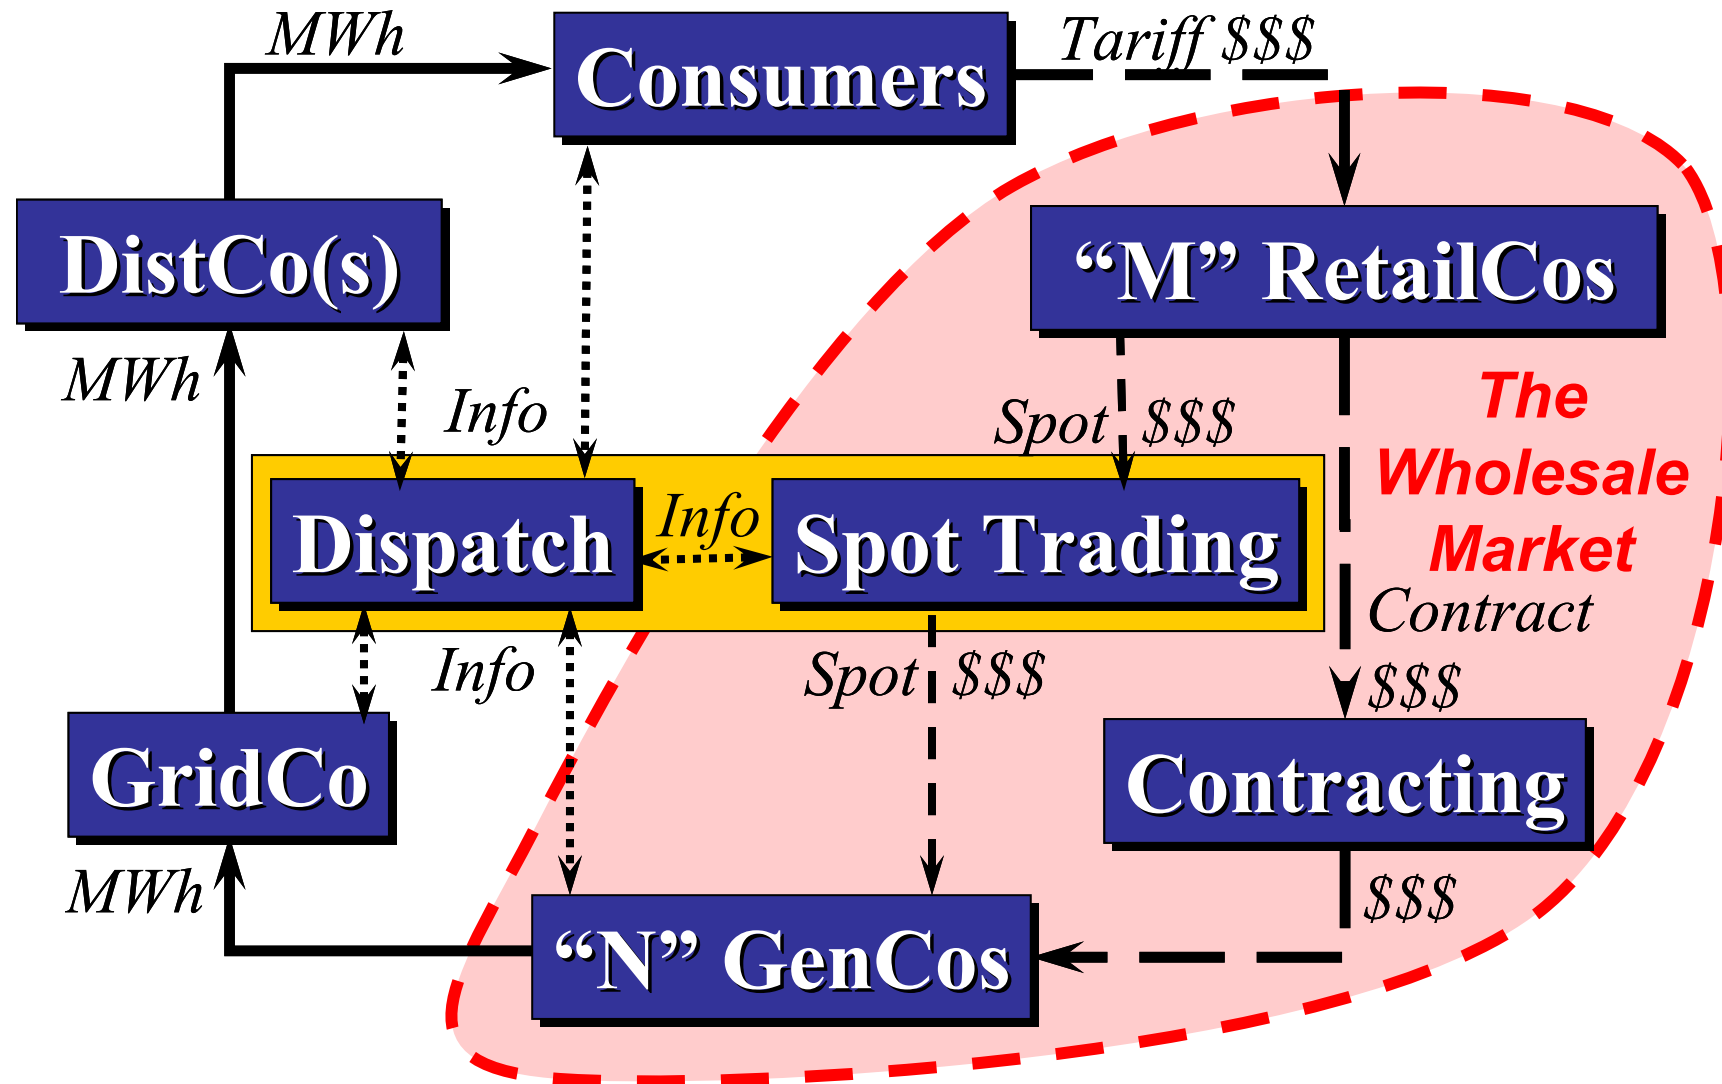 MWh
Consumers
Tariff $$$
DistCo(s)
“M” RetailCos
MWh
Info
Spot $$$
The
Wholesale
Market
Dispatch
Info
Spot Trading
Contract
$$$
Info
Spot $$$
GridCo
Contracting
MWh
$$$
“N” GenCos